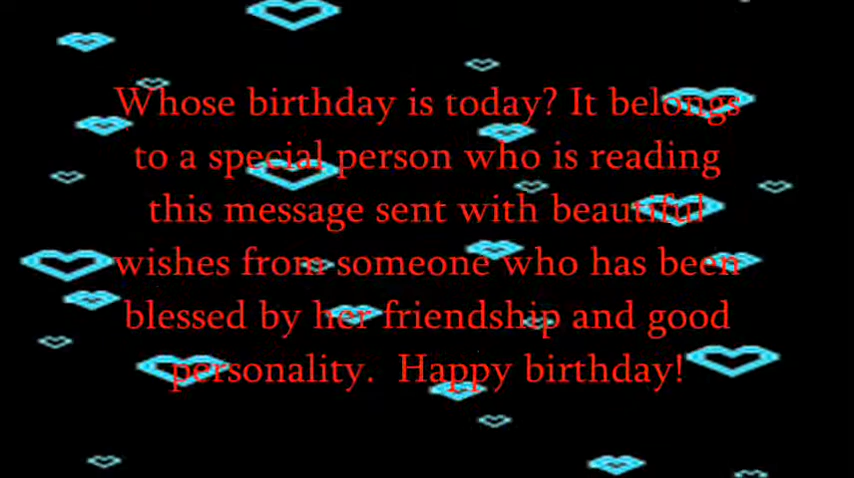 Whose birthday is today? It belongs
to a special person who is reading
this message sent with beautiful
wishes from someone who has been
blessed by her friendship and good
personality.  Happy birthday!